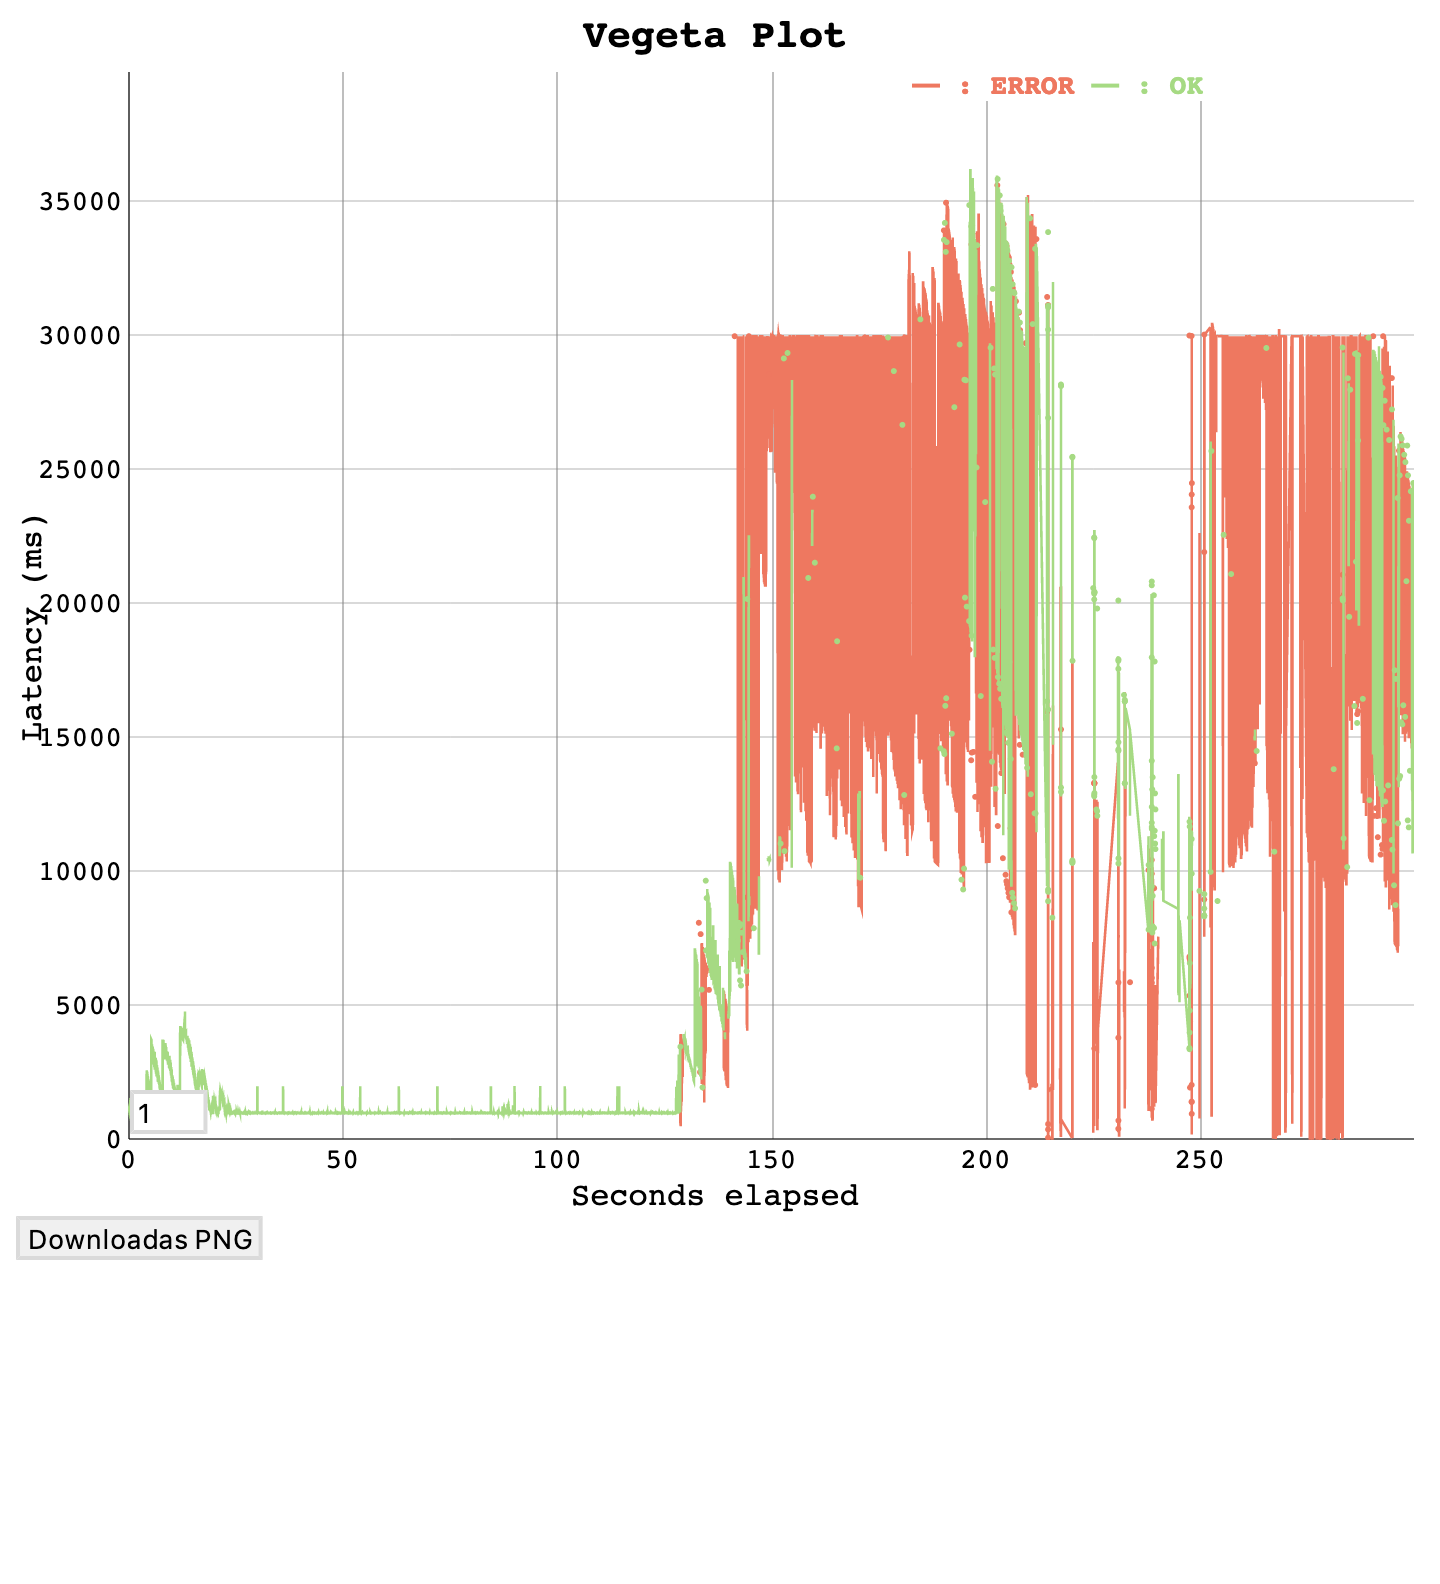 Vegeta Plot
— : ERROR — : OK
35000
30000
25000
20000
15000
10000
5000
0
Latency (ms)
1
0 50 100 150 200 250
Seconds elapsed
Downloadas PNG